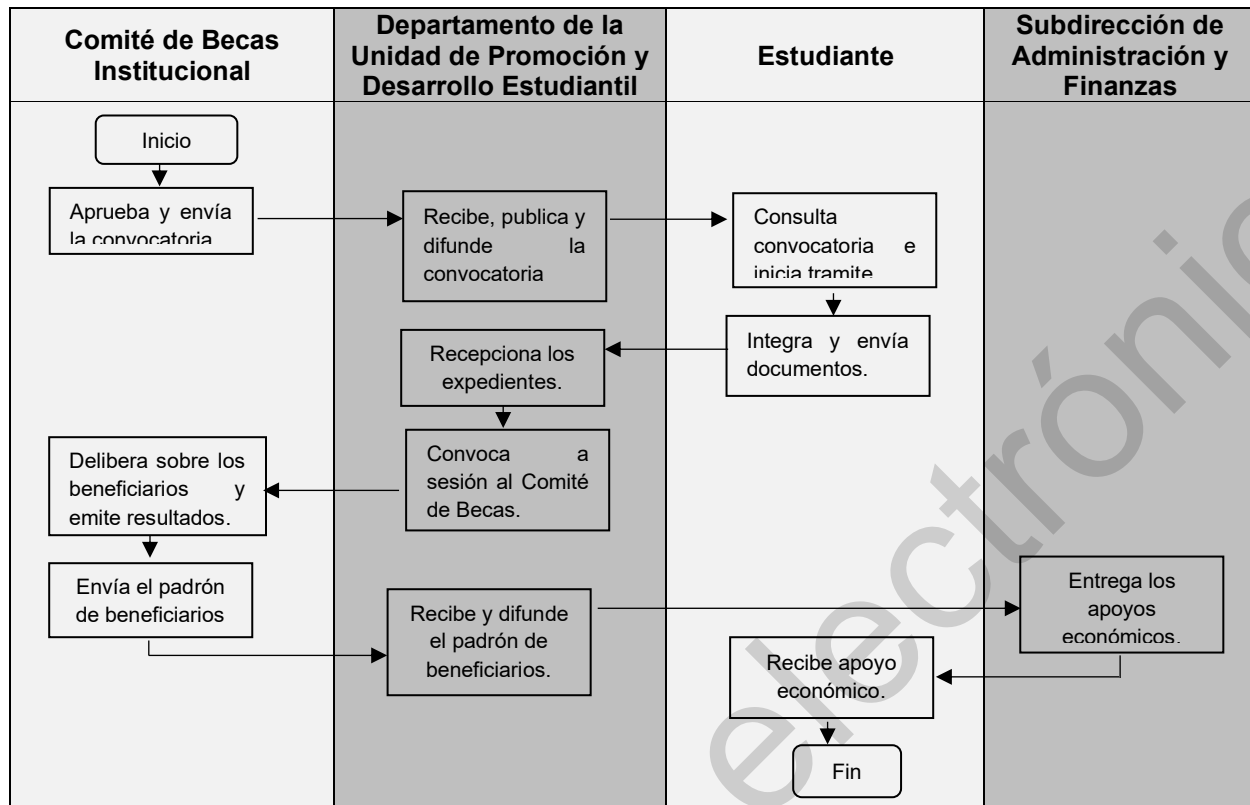 Comité de Becas
Institucional
Departamento de la
Unidad de Promoción y
Desarrollo Estudiantil
Estudiante
Subdirección de
Administración y
Finanzas
Inicio
Aprueba y envía
la convocatoria
Recibe, publica y
difunde la
convocatoria
Consulta
convocatoria e
inicia tramite
Integra y envía
documentos.
Recepciona los
expedientes.
Convoca a
sesión al Comité
de Becas.
Delibera sobre los
beneficiarios y
emite resultados.
Envía el padrón
de beneficiarios
Recibe y difunde
el padrón de
beneficiarios.
Entrega los
apoyos
económicos.
Recibe apoyo
económico.
Fin
electrónic